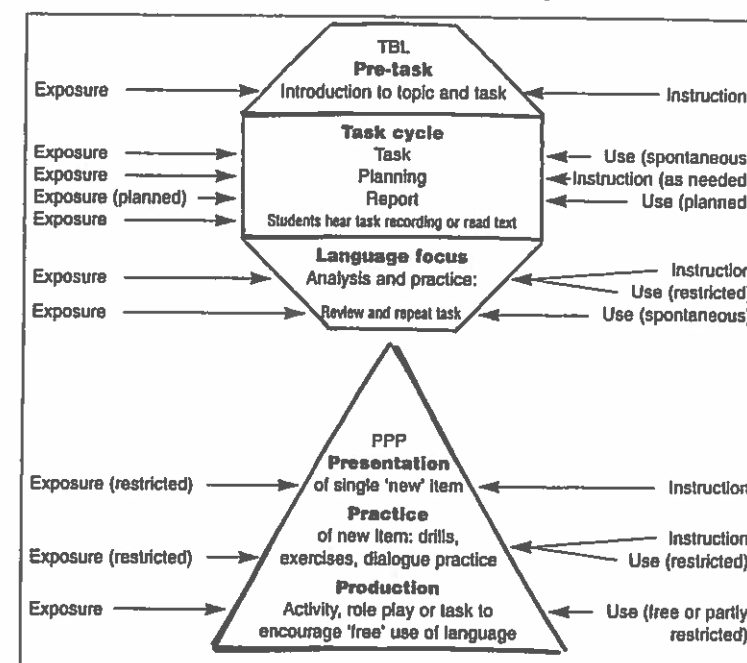 TBL
Pre-task
Exposure Introduction to topic and task Instruction
Task cycle
Exposure Task Use (spontaneous
Exposure Planning Instruction (as needed
Exposure (planned) Report Use (planned
Exposure Students hear task recording or read text
Language focus
Exposure Analysis and practice: Instruction
Use (restricted)
Exposure Review and repeat task Use (spontaneous)
PPP
Presentation
Exposure (restricted) of single 'new' item Instruction
Practice
of new item: drills, Instruction
Exposure (restricted) exercises, dialogue practice Use (restricted)
Production
Exposure Activity, role play or task to Use (free or partly
encourage 'free' use of language restricted)